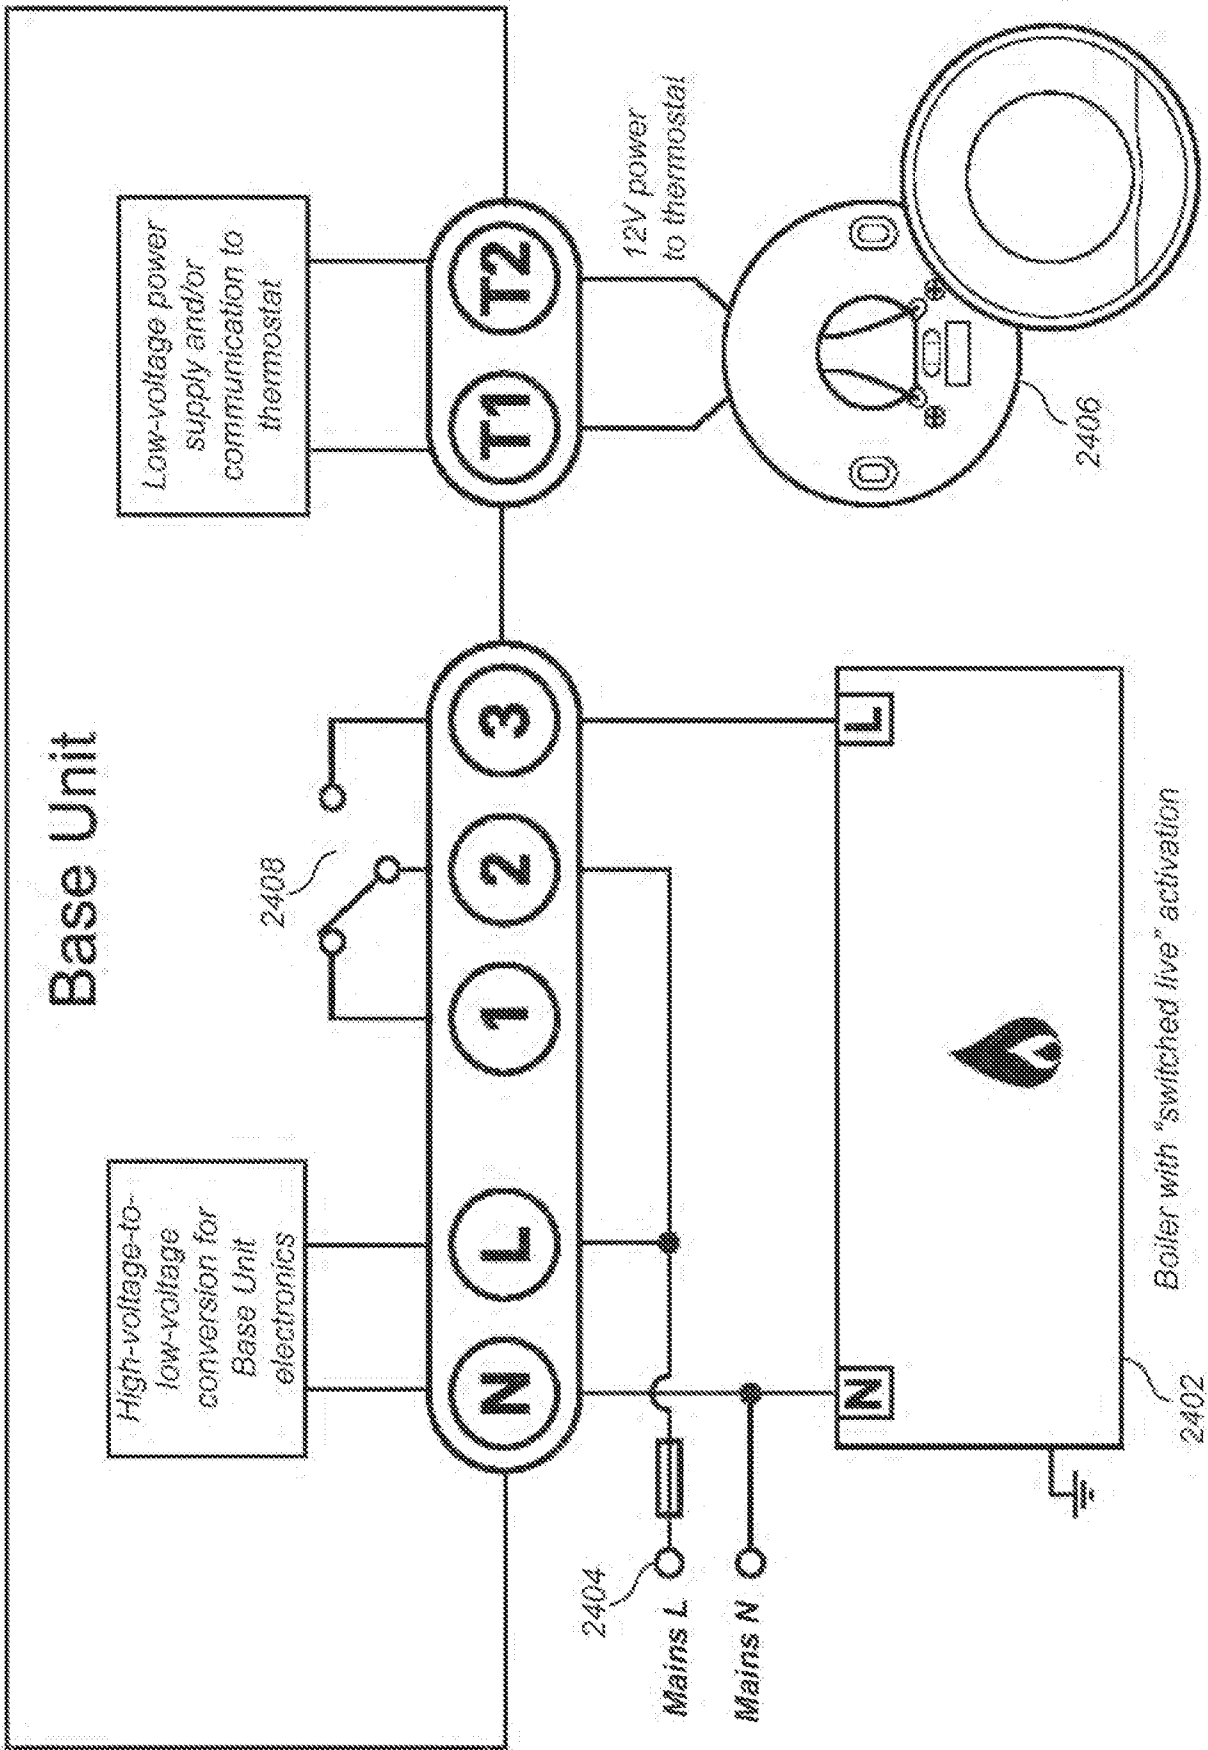 Base Unit
High-voltage-to-
low-voltage
conversion for
Base Unit
electronics
2408
Low-voltage power
supply and/or
communication to
thermostat
N
L
1
2
3
T1
T2
2404
Mains L
Mains N
12V power
to thermostat
N
L
2406
2402
Boiler with "switched live" activation